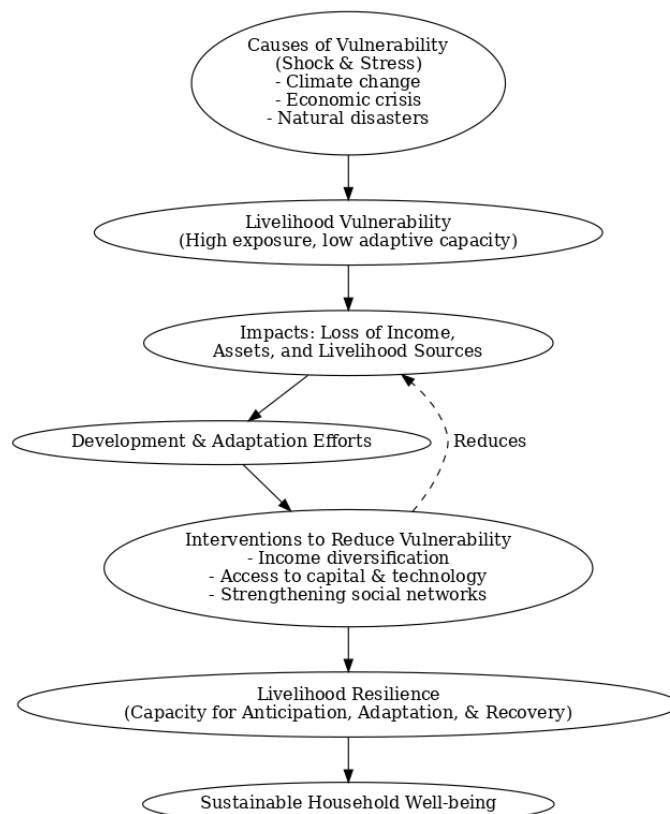 Causes of Vulnerability
(Shock & Stress)
- Climate change
- Economic crisis
- Natural disasters
Livelihood Vulnerability
(High exposure, low adaptive capacity)
Impacts: Loss of Income,
Assets, and Livelihood Sources
Development & Adaptation Efforts
Reduces
Interventions to Reduce Vulnerability
- Income diversification
- Access to capital & technology
- Strengthening social networks
Livelihood Resilience
(Capacity for Anticipation, Adaptation, & Recovery)
Sustainable Household Well-being